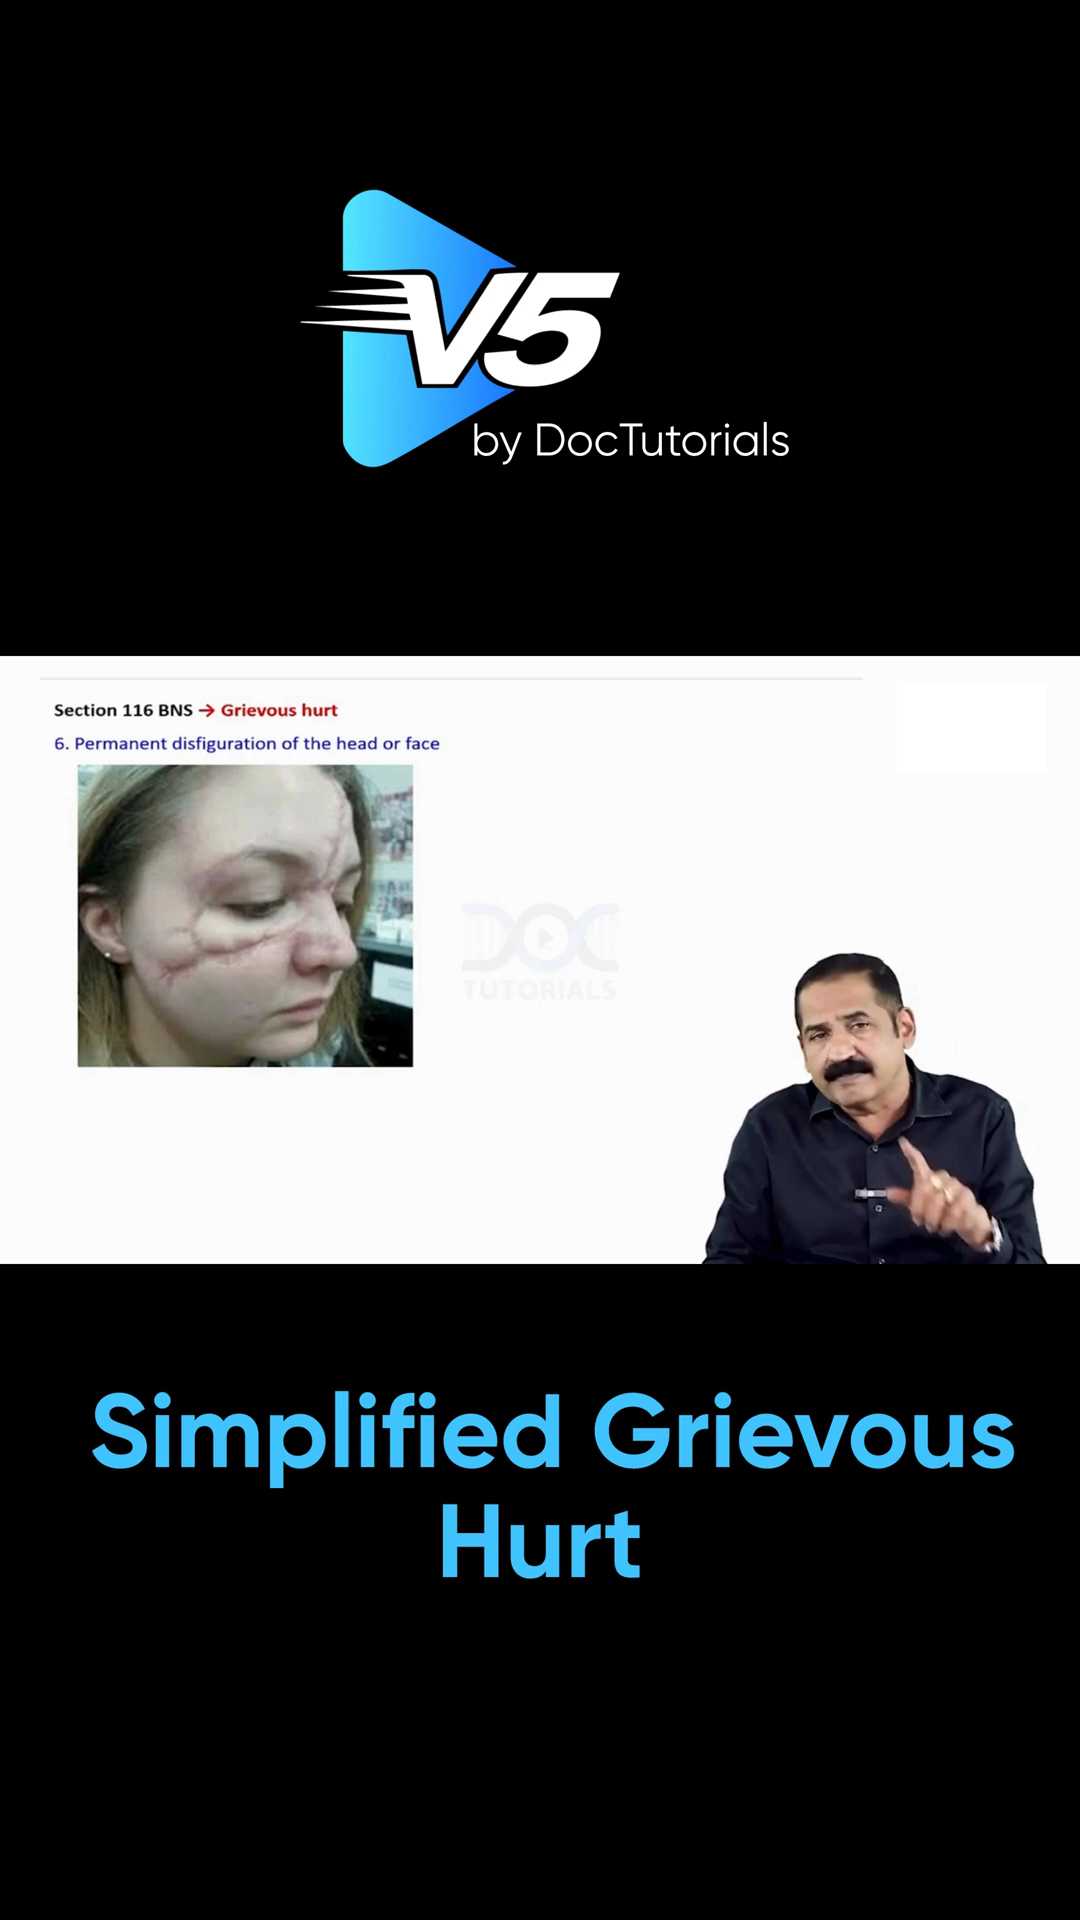 V5
by DocTutorials
Section 116 BNS → Grievous hurt
6. Permanent disfiguration of the head or face
DOC
TUTORIALS
Simplified Grievous
Hurt